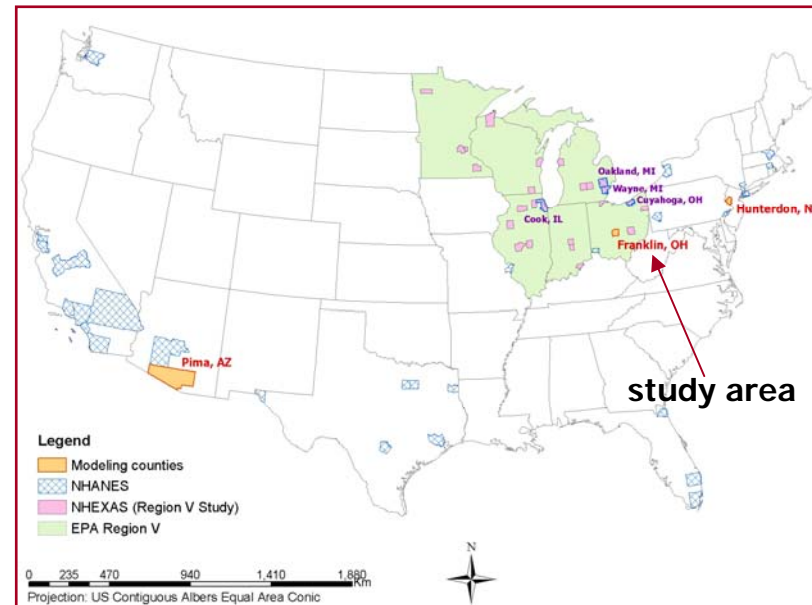 Oakland, MI
Wayne, MI
Cuyahoga, OH
Cook, IL
Hunterdon, N
Franklin, OH
Pima, AZ
study area
Legend
Modeling counties
NHANES
NHEXAS (Region V Study)
EPA Region V
N
0 235 470 940 1,410 1,880
Km
Projection: US Contiguous Albers Equal Area Conic